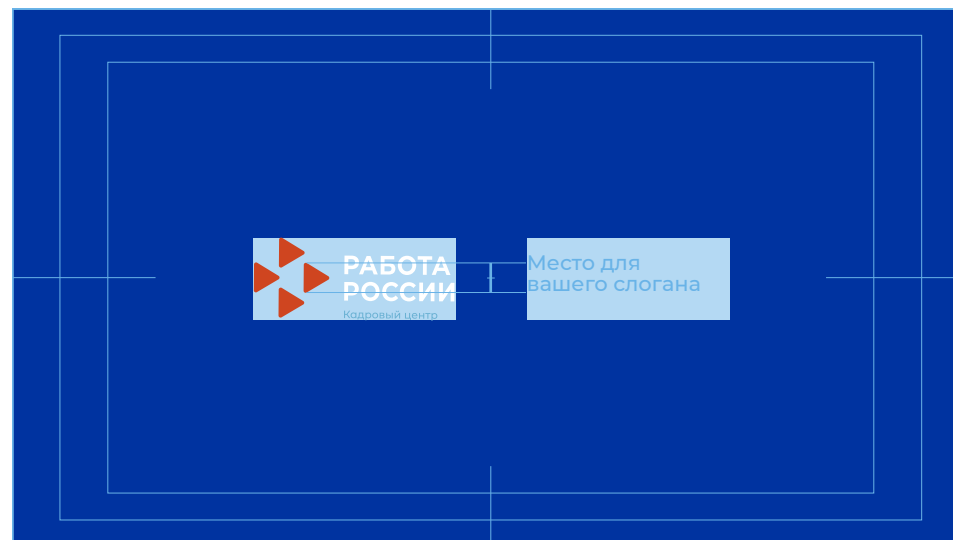 РАБОТА
РОССИИ
Кадровый центр
Место для
вашего слогана